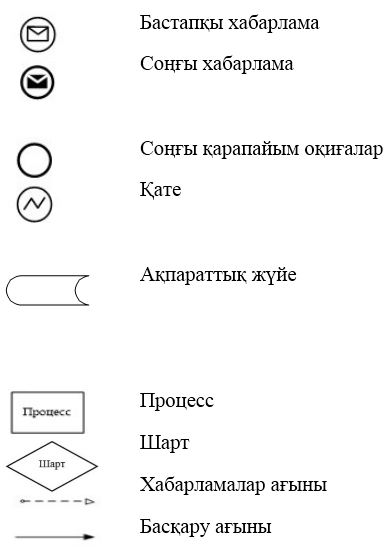 Бастапқы хабарлама
Соңғы хабарлама
Соңғы қарапайым оқиғалар
Қате
Ақпараттық жүйе
Процесс
Процесс
Шарт
Шарт
Хабарламалар ағыны
Басқару ағыны